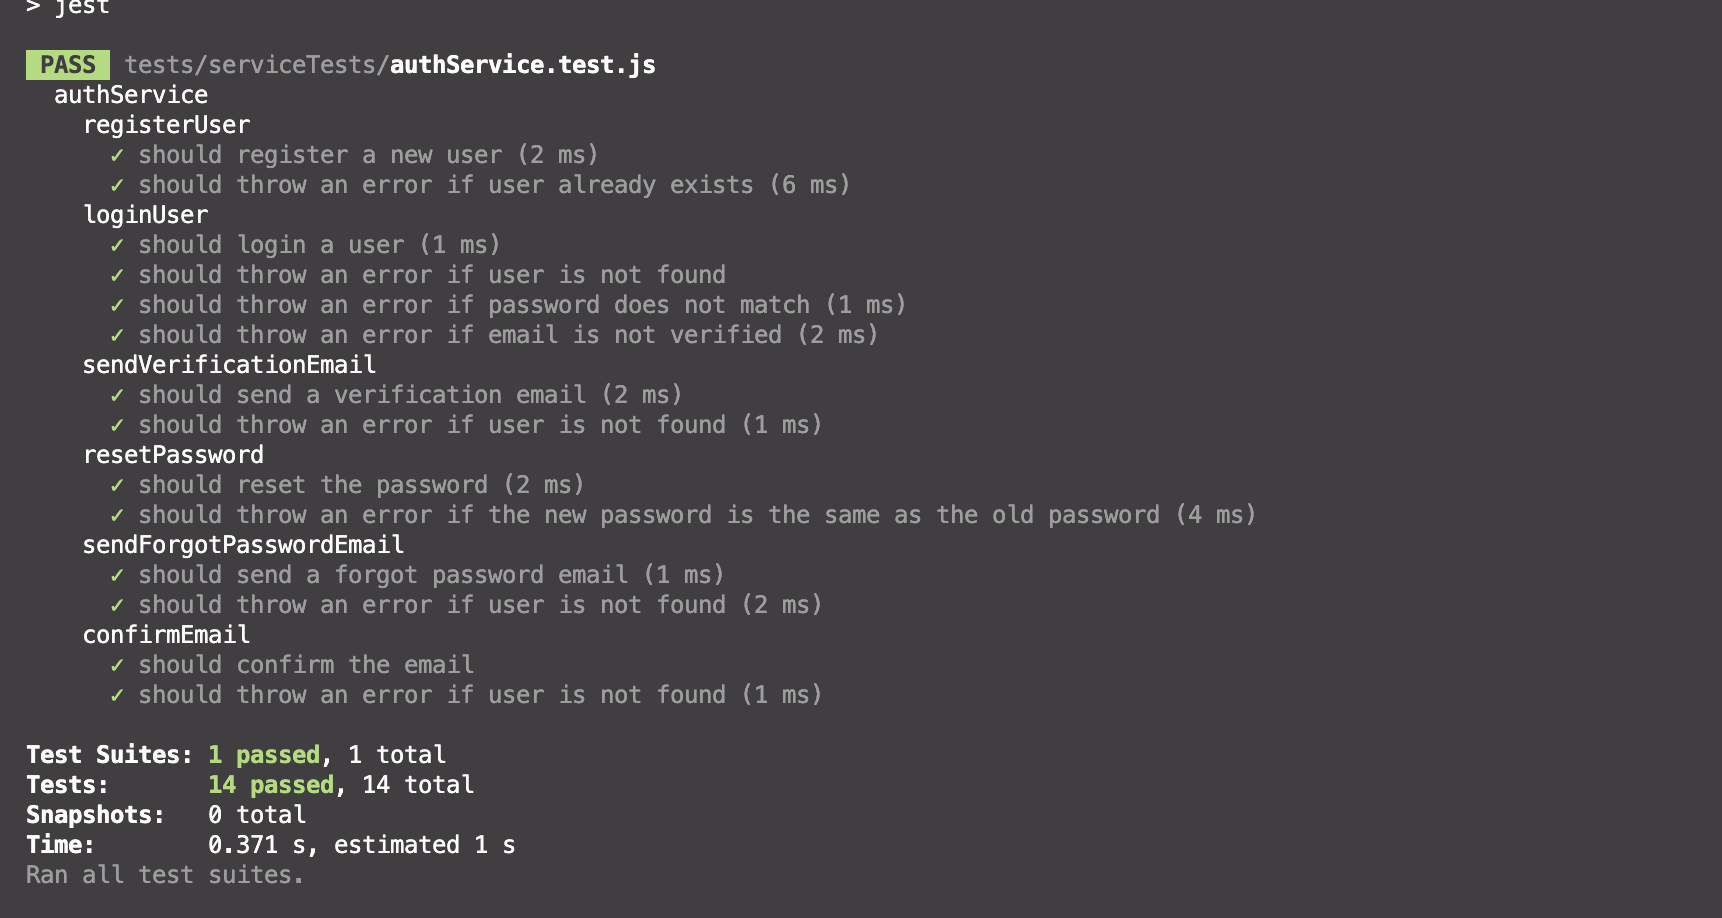 > jest
PASS tests/serviceTests/authService.test.js
authService
registerUser
✓ should register a new user (2 ms)
✓ should throw an error if user already exists (6 ms)
loginUser
✓ should login a user (1 ms)
✓ should throw an error if user is not found
✓ should throw an error if password does not match (1 ms)
✓ should throw an error if email is not verified (2 ms)
sendVerificationEmail
✓ should send a verification email (2 ms)
✓ should throw an error if user is not found (1 ms)
resetPassword
✓ should reset the password (2 ms)
✓ should throw an error if the new password is the same as the old password (4 ms)
sendForgotPasswordEmail
✓ should send a forgot password email (1 ms)
✓ should throw an error if user is not found (2 ms)
confirmEmail
✓ should confirm the email
✓ should throw an error if user is not found (1 ms)
Test Suites: 1 passed, 1 total
Tests: 14 passed, 14 total
Snapshots: 0 total
Time: 0.371 s, estimated 1 s
Ran all test suites.